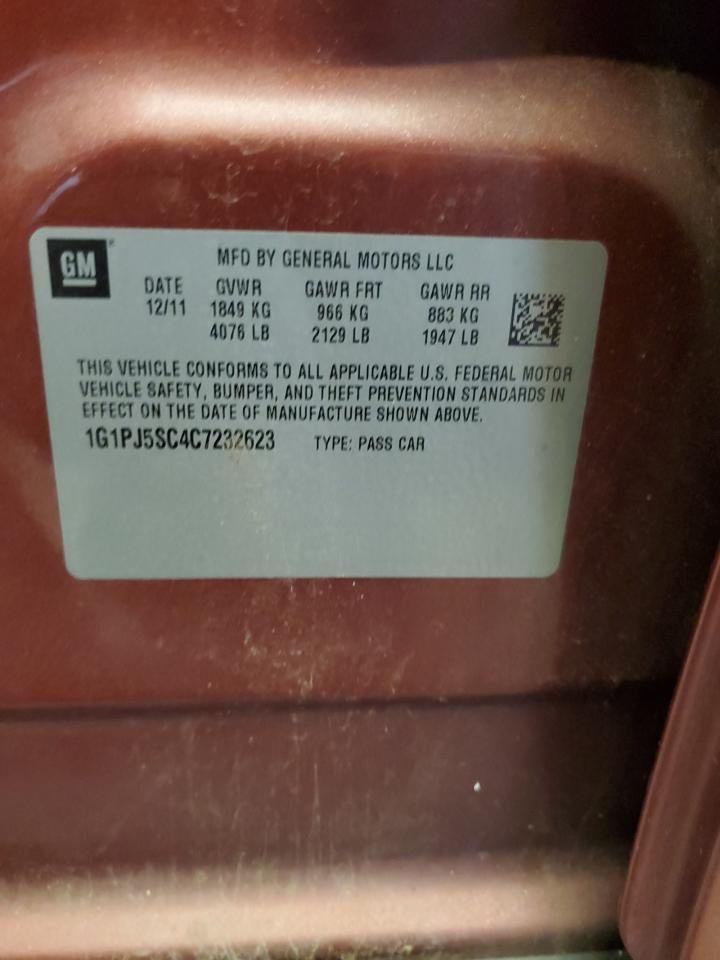 GM
MFD BY GENERAL MOTORS LLC
DATE GVWR GAWR FRT GAWR RR
12/11 1849 KG 966 KG 883 KG
4076 LB 2129 LB 1947 LB
THIS VEHICLE CONFORMS TO ALL APPLICABLE U.S. FEDERAL MOTOR
VEHICLE SAFETY, BUMPER, AND THEFT PREVENTION STANDARDS IN
EFFECT ON THE DATE OF MANUFACTURE SHOWN ABOVE.
1G1PJ5SC4C7232623 TYPE: PASS CAR